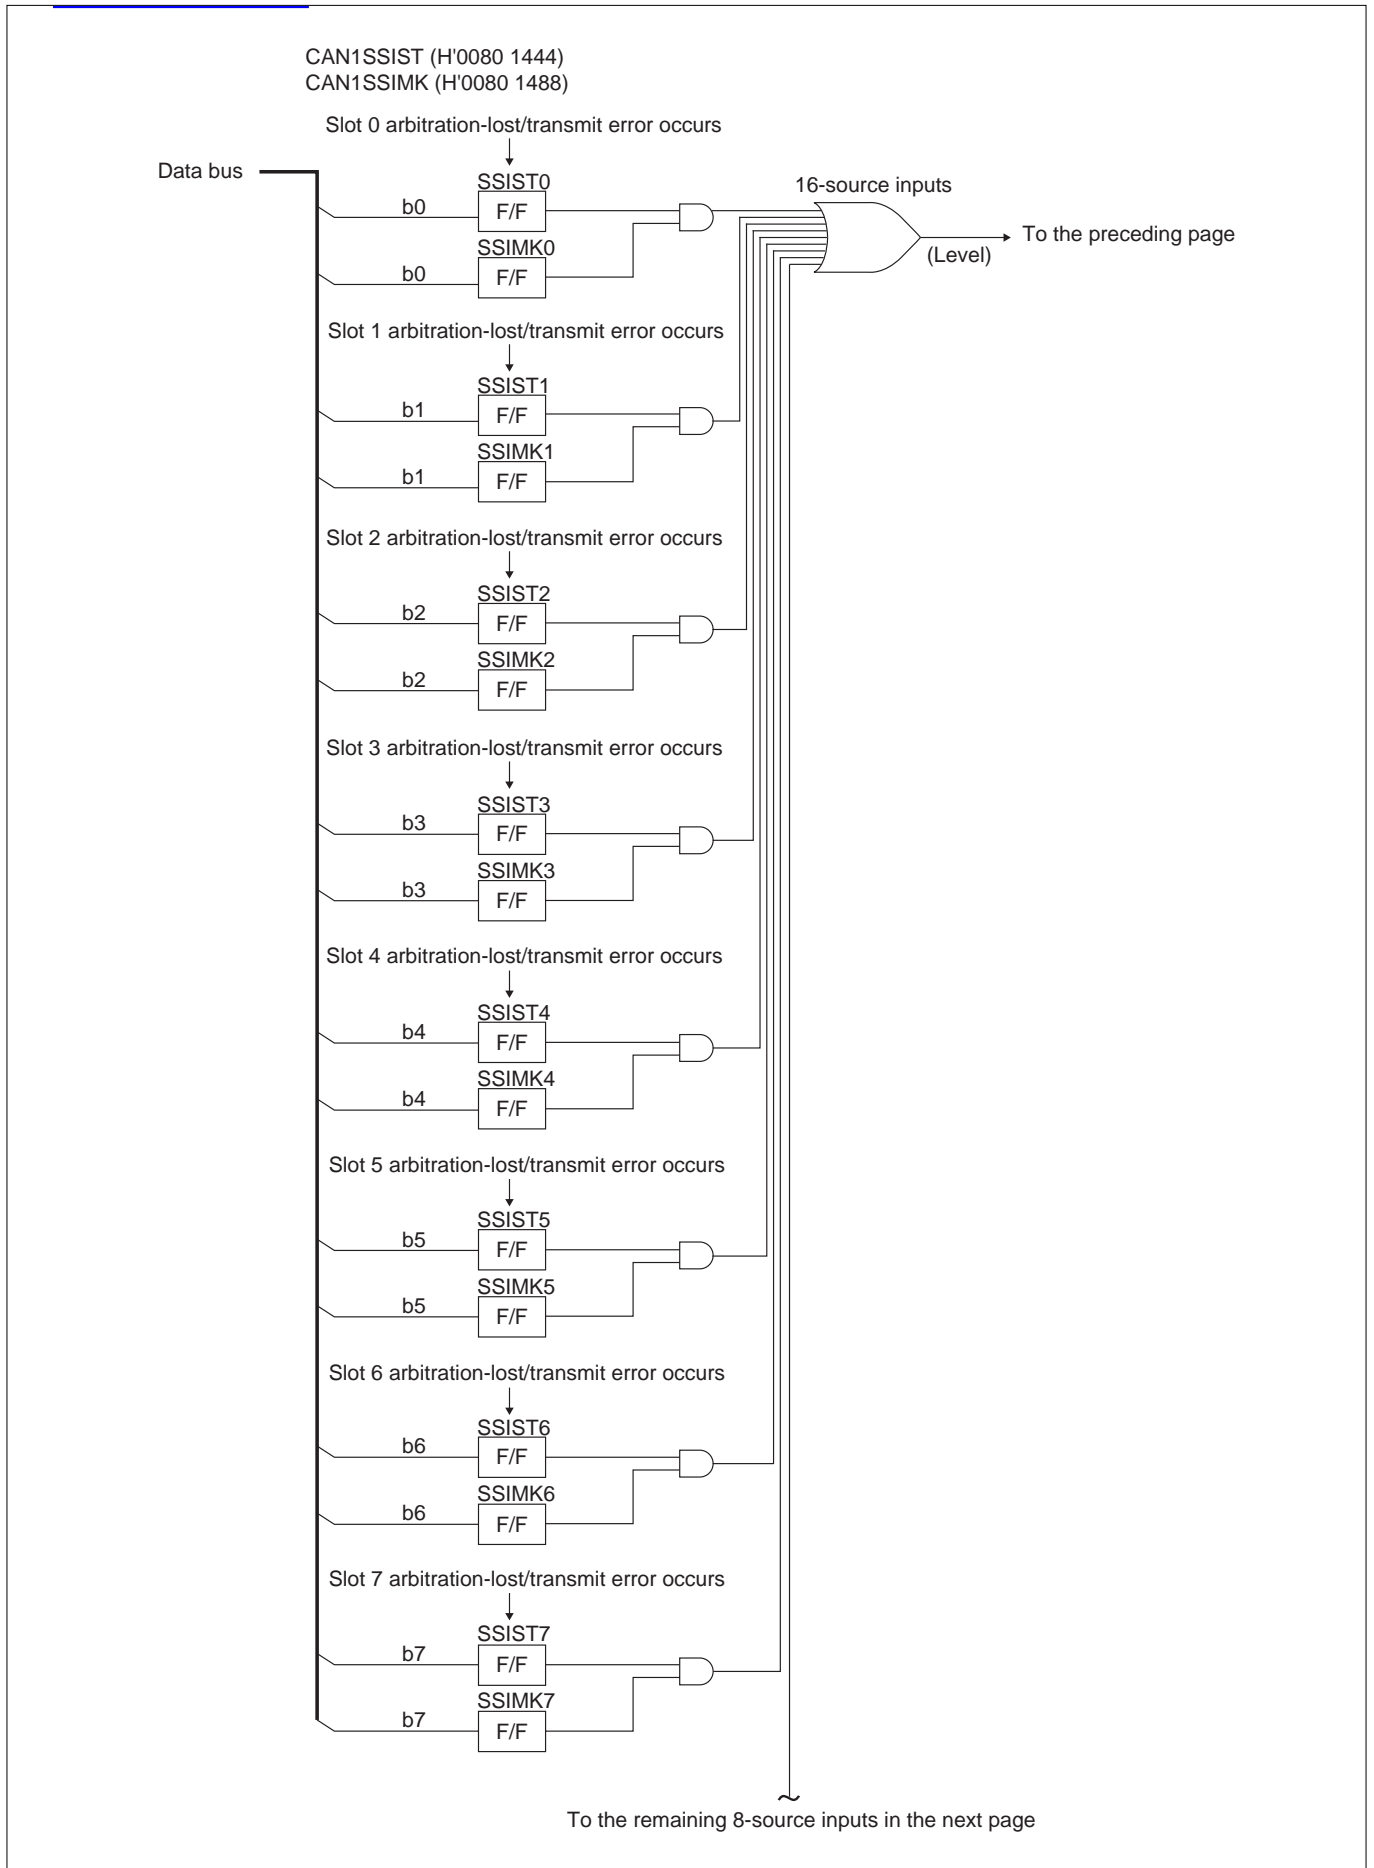 CAN1SSIST (H'0080 1444)
CAN1SSIMK (H'0080 1488)
Slot 0 arbitration-lost/transmit error occurs
Data bus
SSIST0
16-source inputs
b0
F/F
To the preceding page
(Level)
SSIMK0
b0
F/F
Slot 1 arbitration-lost/transmit error occurs
SSIST1
b1
F/F
SSIMK1
b1
F/F
Slot 2 arbitration-lost/transmit error occurs
SSIST2
b2
F/F
SSIMK2
b2
F/F
Slot 3 arbitration-lost/transmit error occurs
SSIST3
b3
F/F
SSIMK3
b3
F/F
Slot 4 arbitration-lost/transmit error occurs
SSIST4
b4
F/F
SSIMK4
b4
F/F
Slot 5 arbitration-lost/transmit error occurs
SSIST5
b5
F/F
SSIMK5
b5
F/F
Slot 6 arbitration-lost/transmit error occurs
SSIST6
b6
F/F
SSIMK6
b6
F/F
Slot 7 arbitration-lost/transmit error occurs
SSIST7
b7
F/F
SSIMK7
b7
F/F
To the remaining 8-source inputs in the next page